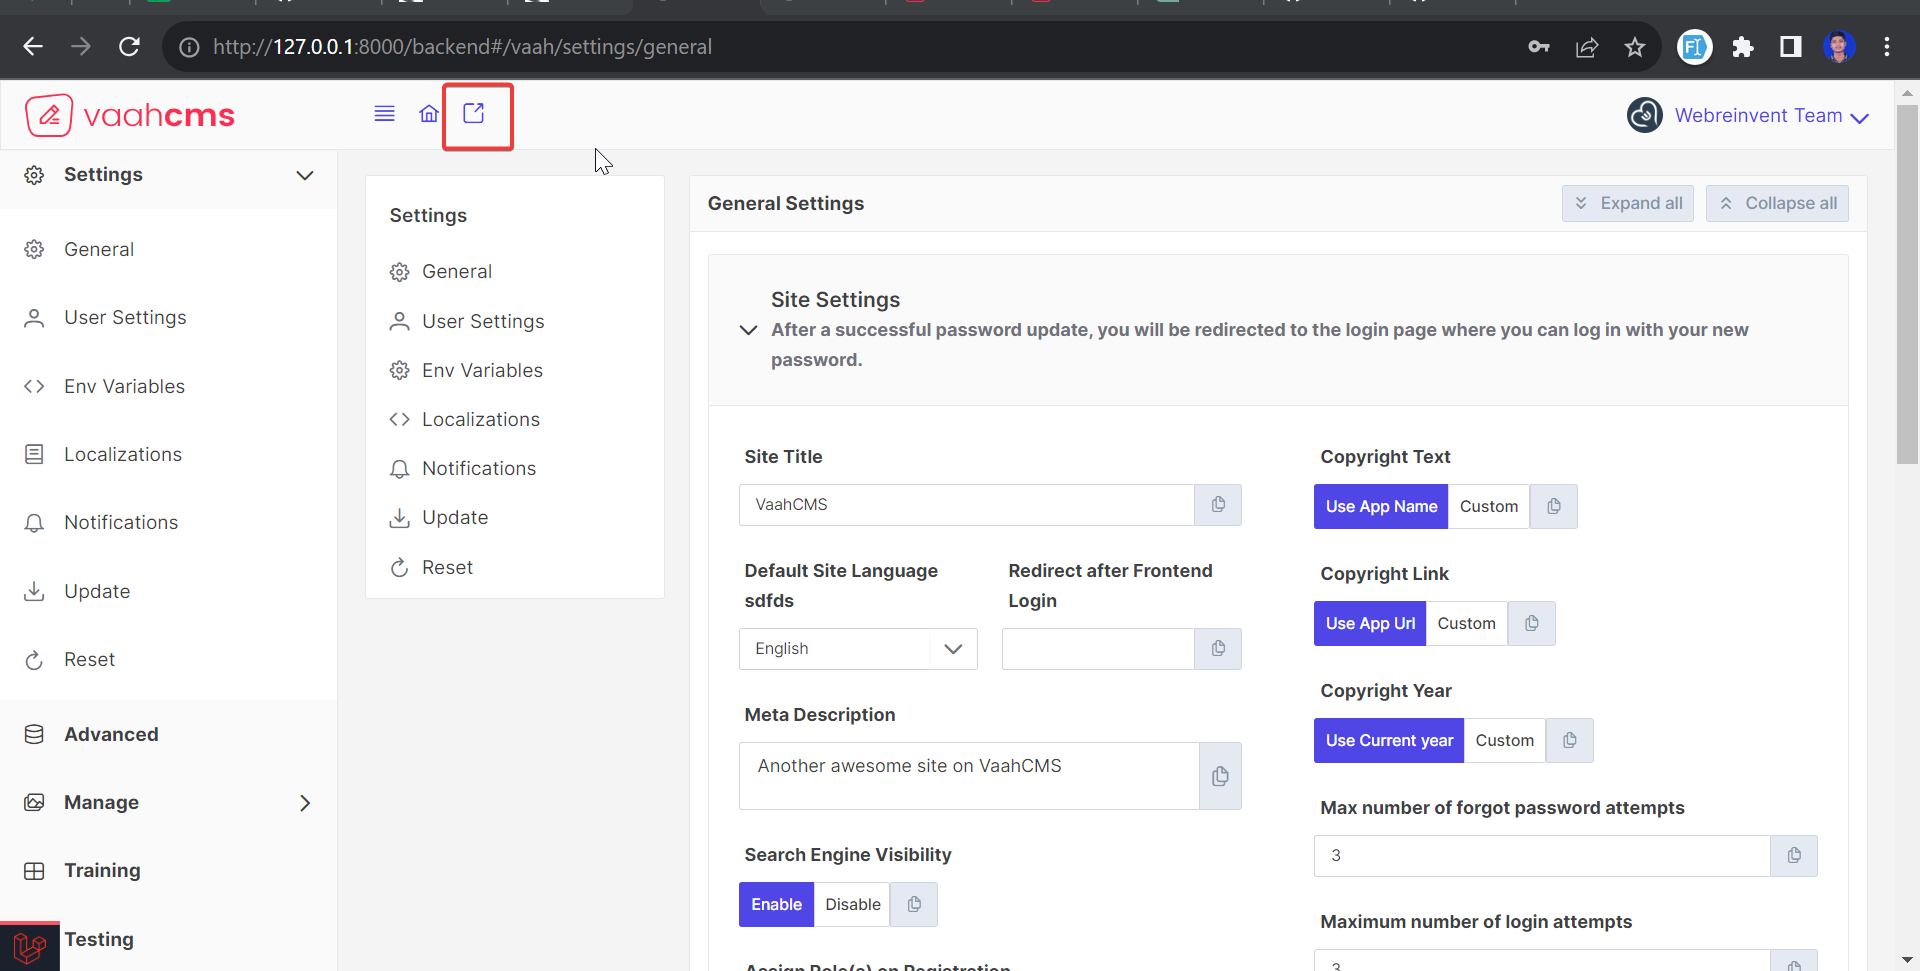 http://127.0.0.1:8000/backend#/vaah/settings/general
vaahcms
Webreinvent Team
Settings
General
User Settings
Env Variables
Localizations
Notifications
Update
Reset
Advanced
Manage
Training
Testing
Settings
General
User Settings
Env Variables
Localizations
Notifications
Update
Reset
General Settings
Expand all
Collapse all
Site Settings
After a successful password update, you will be redirected to the login page where you can log in with your new
password.
Site Title
VaahCMS
Default Site Language
sdfds
English
Redirect after Frontend
Login
Meta Description
Another awesome site on VaahCMS
Search Engine Visibility
Enable Disable
Assign Role(s) on Registration
Copyright Text
Use App Name Custom
Copyright Link
Use App Url Custom
Copyright Year
Use Current year Custom
Max number of forgot password attempts
3
Maximum number of login attempts
3